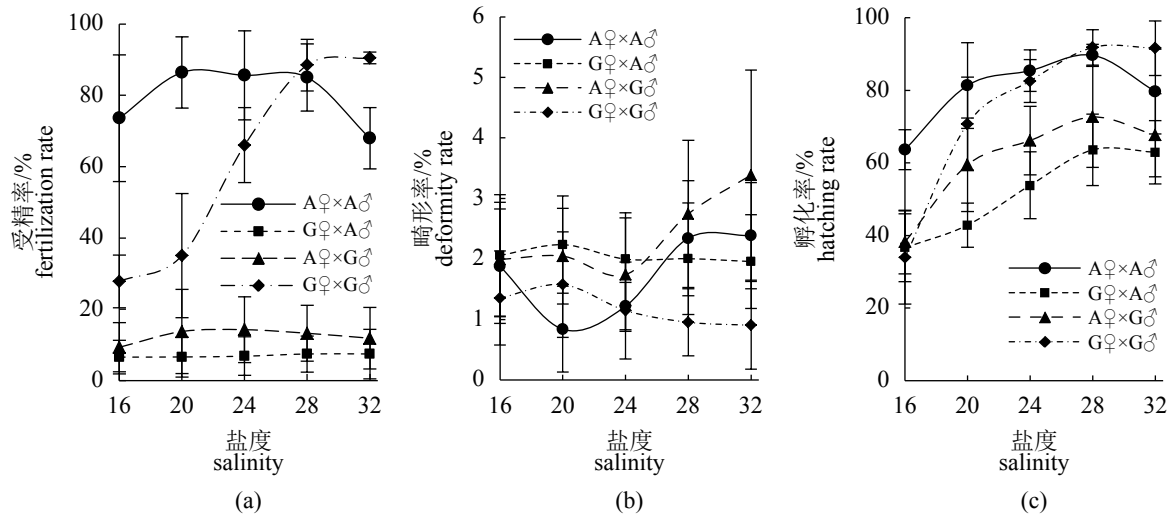 100
80
60
40
20
0
受精率/%
fertilization rate
A♀×A♂
G♀×A♂
A♀×G♂
G♀×G♂
16 20 24 28 32
盐度
salinity
(a)
6
5
4
3
2
1
0
畸形率/%
deformity rate
A♀×A♂
G♀×A♂
A♀×G♂
G♀×G♂
16 20 24 28 32
盐度
salinity
(b)
100
80
60
40
20
0
孵化率/%
hatching rate
A♀×A♂
G♀×A♂
A♀×G♂
G♀×G♂
16 20 24 28 32
盐度
salinity
(c)